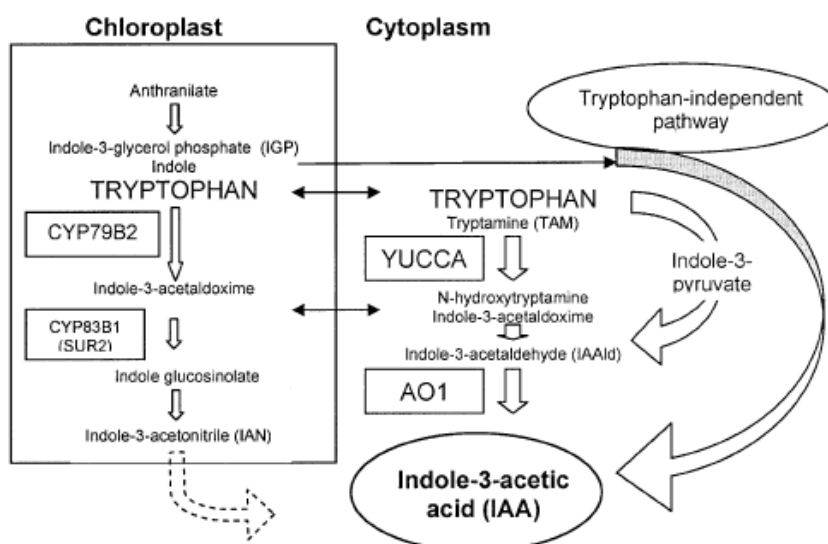 Chloroplast
Cytoplasm
Anthranilate
Indole-3-glycerol phosphate (IGP)
Indole
TRYPTOPHAN
CYP79B2
Indole-3-acetaldoxime
CYP83B1
(SUR2)
Indole glucosinolate
Indole-3-acetonitrile (IAN)
Tryptophan-independent
pathway
TRYPTOPHAN
Tryptamine (TAM)
YUCCA
N-hydroxytryptamine
Indole-3-acetaldoxime
Indole-3-acetaldehyde (IAAld)
AO1
Indole-3-
pyruvate
Indole-3-acetic
acid (IAA)